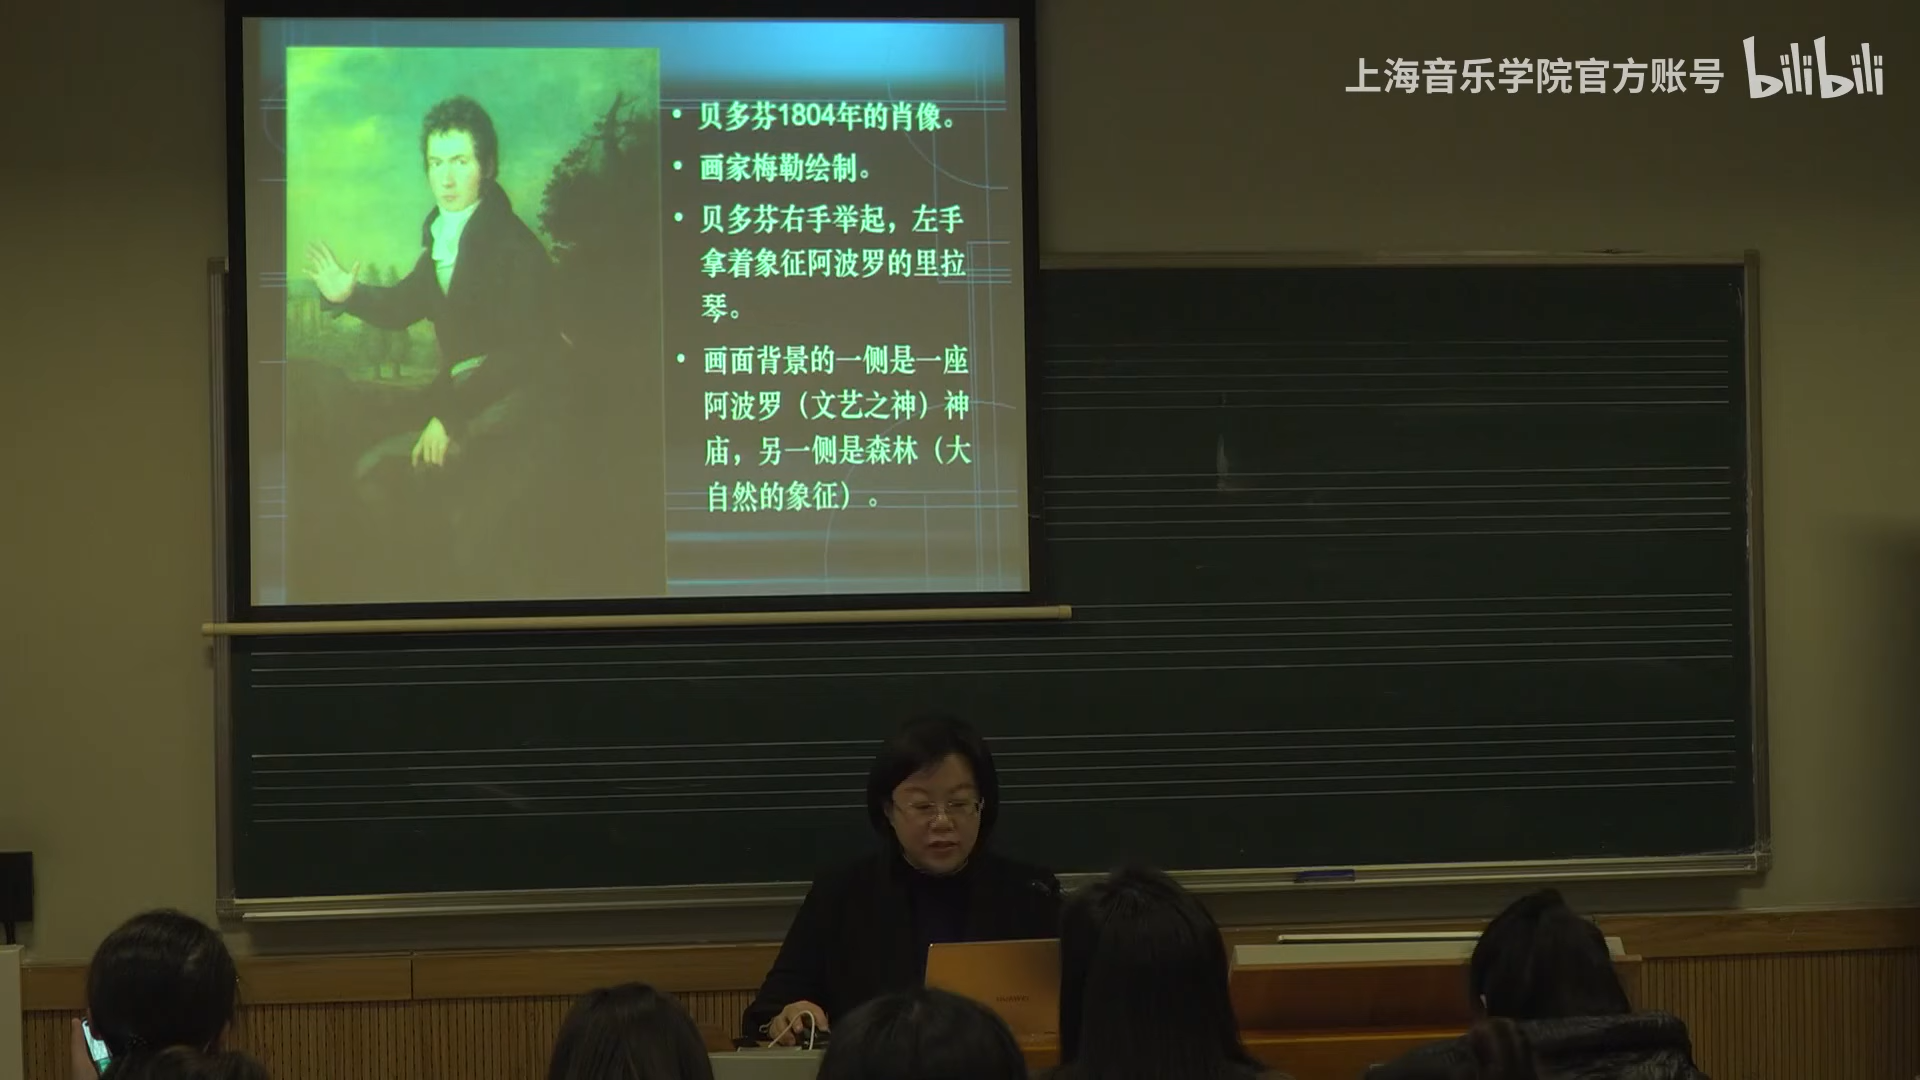 上海音乐学院官方账号 bilibili
• 贝多芬1804年的肖像。
• 画家梅勒绘制。
• 贝多芬右手举起，左手
拿着象征阿波罗的里拉
琴。
• 画面背景的一侧是一座
阿波罗（文艺之神）神
庙，另一侧是森林（大
自然的象征）。
HUAWEI